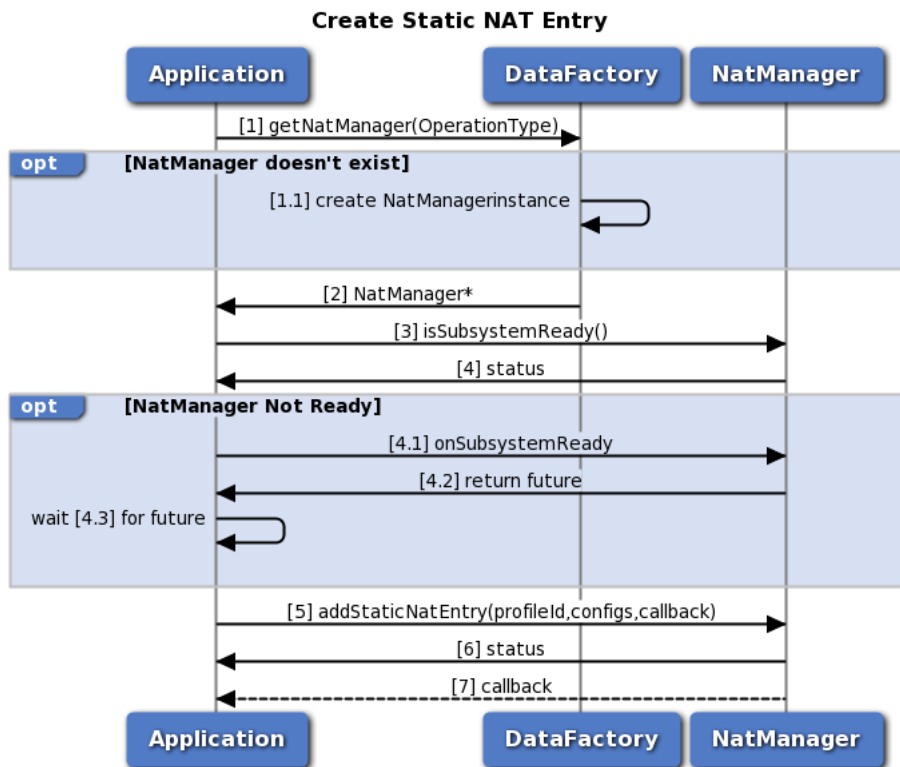 Create Static NAT Entry
Application
DataFactory
NatManager
[1] getNatManager(OperationType)
opt
[NatManager doesn't exist]
[1.1] create NatManagerinstance
[2] NatManager*
[3] isSubsystemReady()
[4] status
opt
[NatManager Not Ready]
[4.1] onSubsystemReady
[4.2] return future
wait [4.3] for future
[5] addStaticNatEntry(profileId,configs,callback)
[6] status
[7] callback
Application
DataFactory
NatManager